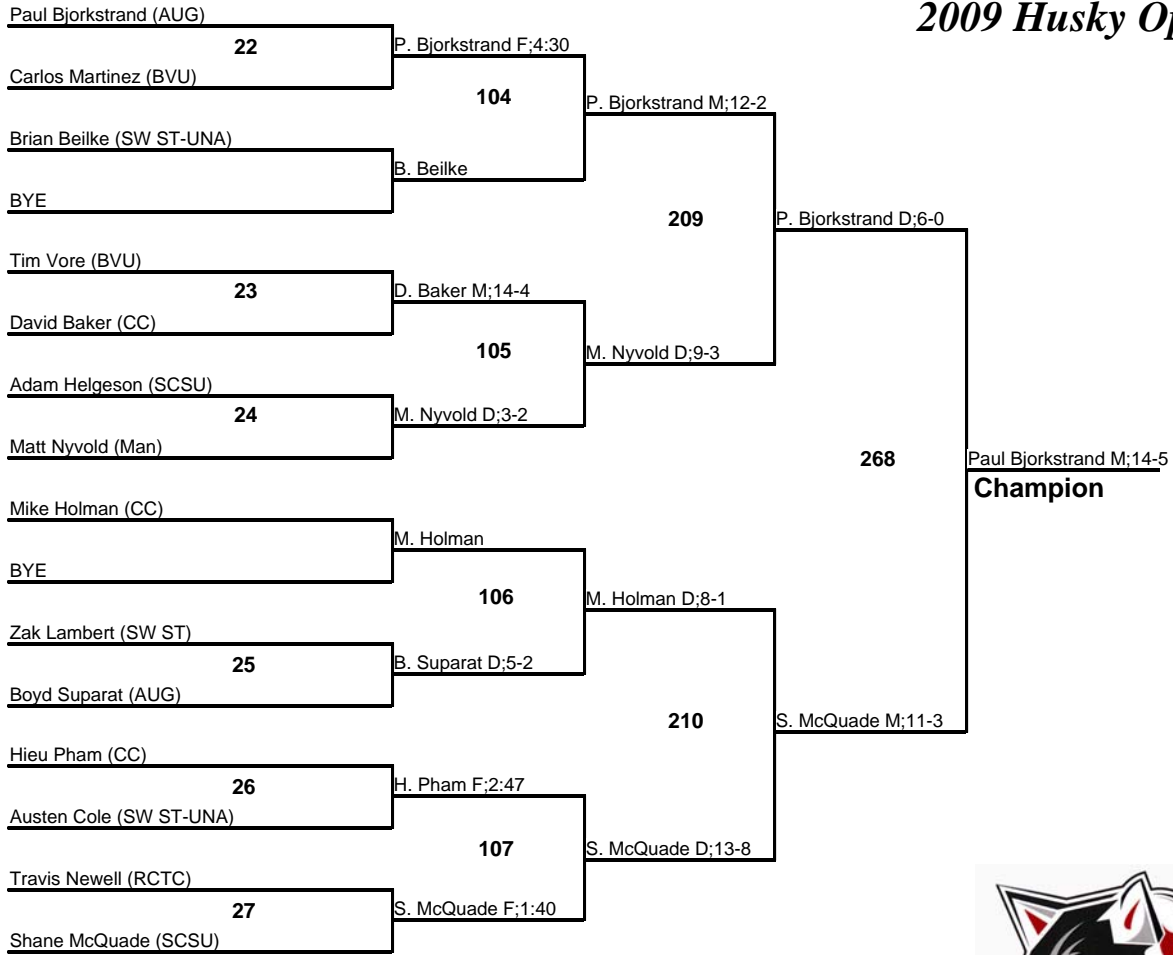 2009 Husky Op
Paul Bjorkstrand (AUG)
22
P. Bjorkstrand F;4:30
Carlos Martinez (BVU)
104
P. Bjorkstrand M;12-2
Brian Beilke (SW ST-UNA)
B. Beilke
BYE
209
P. Bjorkstrand D;6-0
Tim Vore (BVU)
23
D. Baker M;14-4
David Baker (CC)
105
M. Nyvold D;9-3
Adam Helgeson (SCSU)
24
M. Nyvold D;3-2
Matt Nyvold (Man)
268
Paul Bjorkstrand M;14-5
Champion
Mike Holman (CC)
M. Holman
BYE
106
M. Holman D;8-1
Zak Lambert (SW ST)
25
B. Suparat D;5-2
Boyd Suparat (AUG)
210
S. McQuade M;11-3
Hieu Pham (CC)
26
H. Pham F;2:47
Austen Cole (SW ST-UNA)
107
S. McQuade D;13-8
Travis Newell (RCTC)
27
S. McQuade F;1:40
Shane McQuade (SCSU)